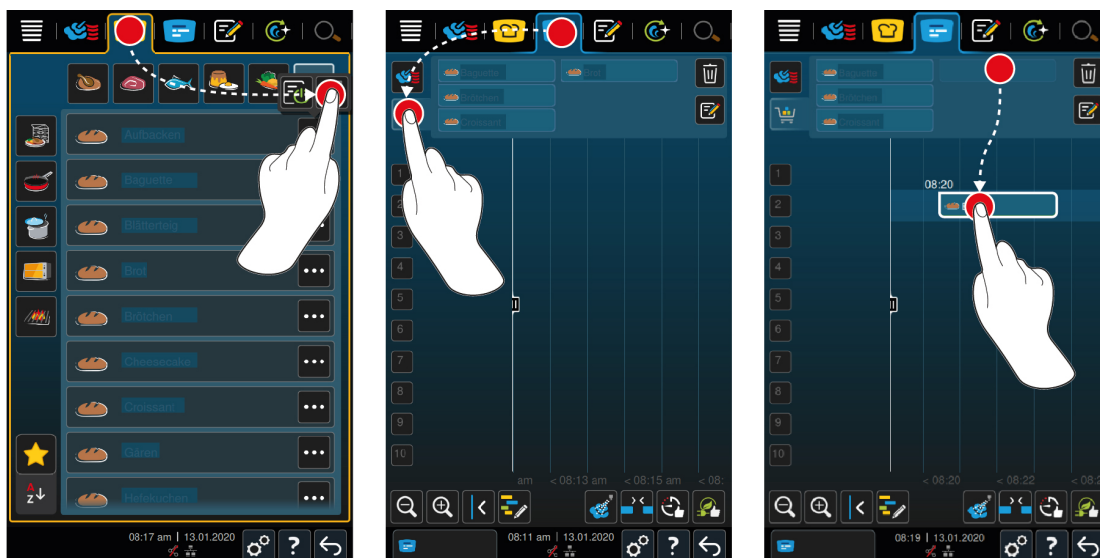 Aufbacken
Baguette
Blätterteig
Brot
Brötchen
Cheesecake
Croissant
Gären
Hefekuchen
A
Z
08:17 am | 13.01.2020
?
Baguette
Brot
Brötchen
Croissant
1
2
3
4
5
6
7
8
9
10
am < 08:13 am < 08:15 am < 08:
08:11 am | 13.01.2020
?
Baguette
Brötchen
Croissant
1
08:20
2
3
4
5
6
7
8
9
10
< 08:20 < 08:22 < 08:2
08:19 | 13.01.2020
?